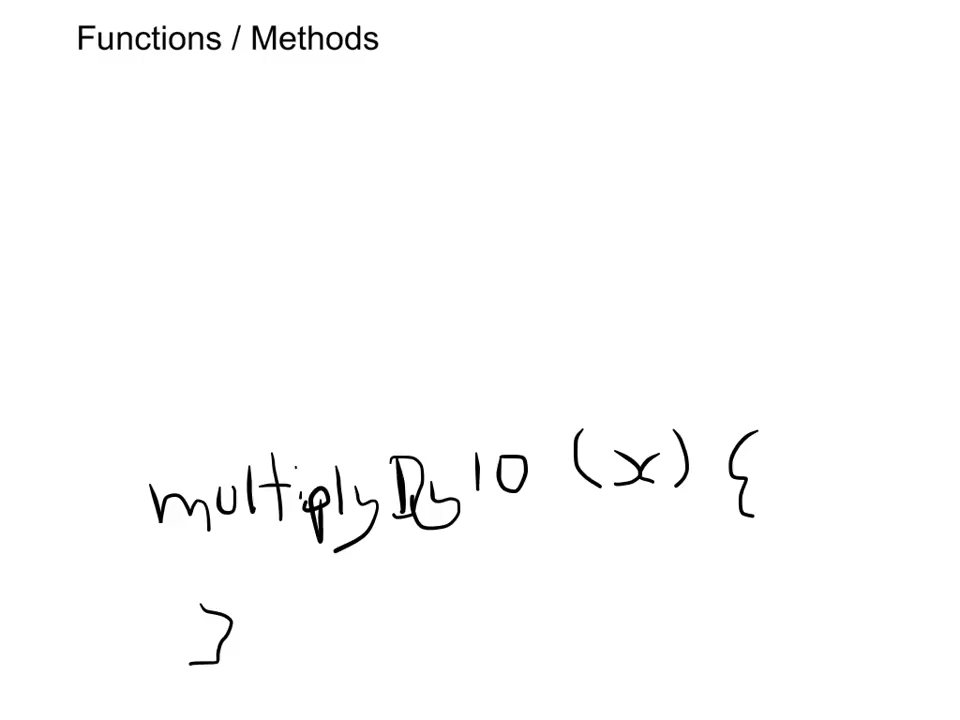 Functions / Methods
multiplyBy10 (x) {
}